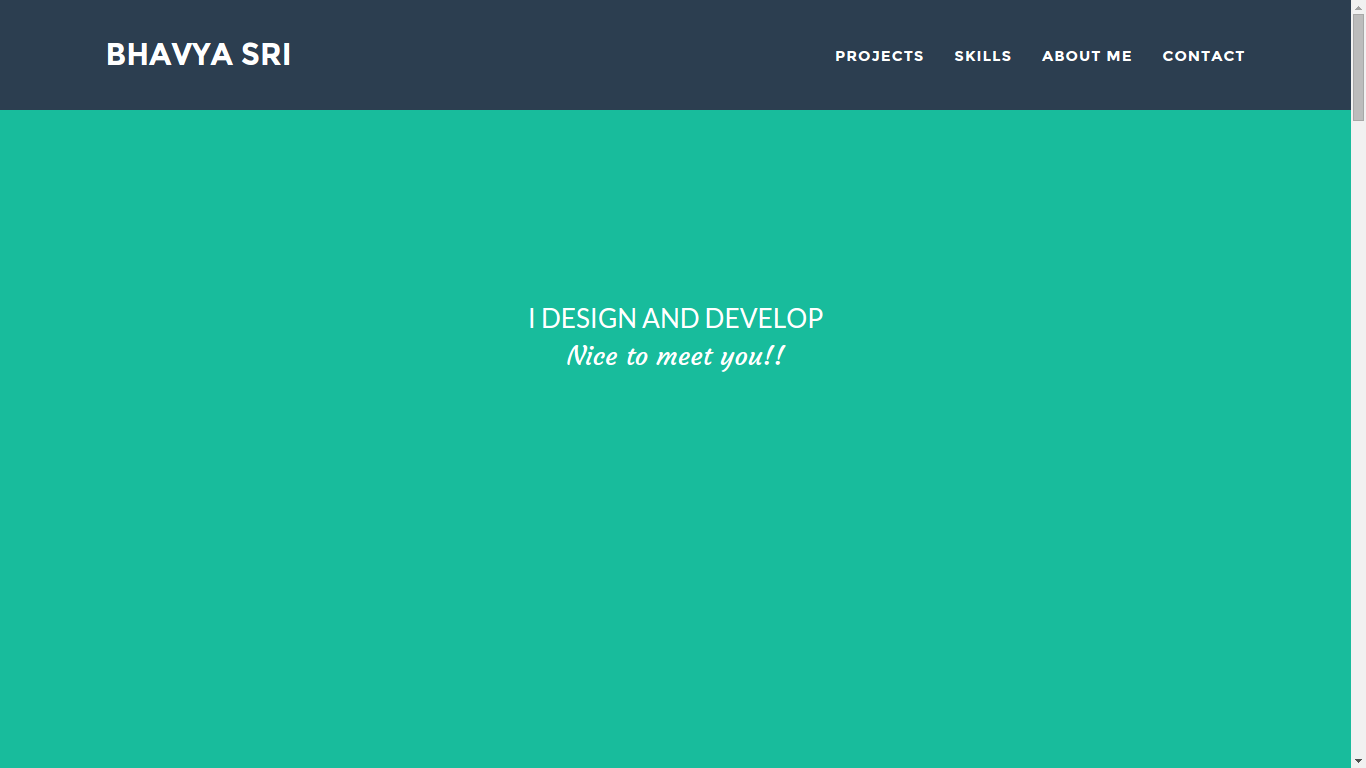 BHAVYA SRI
PROJECTS SKILLS ABOUT ME CONTACT
I DESIGN AND DEVELOP
Nice to meet you!!